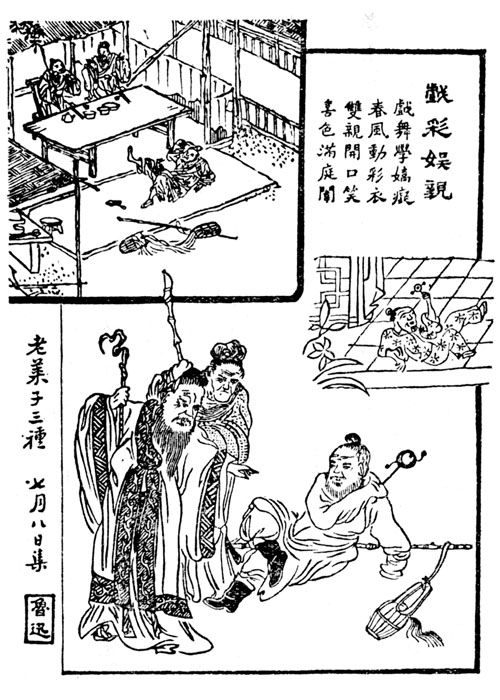 戲彩娛親
戲舞學嬌癡
春風動彩衣
雙親開口笑
喜色滿庭闈
老萊子三種
七月八日集
魯迅